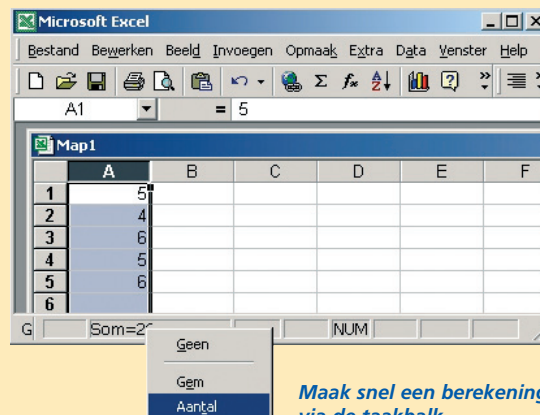 Microsoft Excel
Bestand Bewerken Beeld Invoegen Opmaak Extra Data Venster Help
A1 = 5
Map1
A B C D E F
1 5
2 4
3 6
4 5
5 6
6
G NUM
Geen
Gem
Aantal
Maak snel een berekening
via de taakbalk